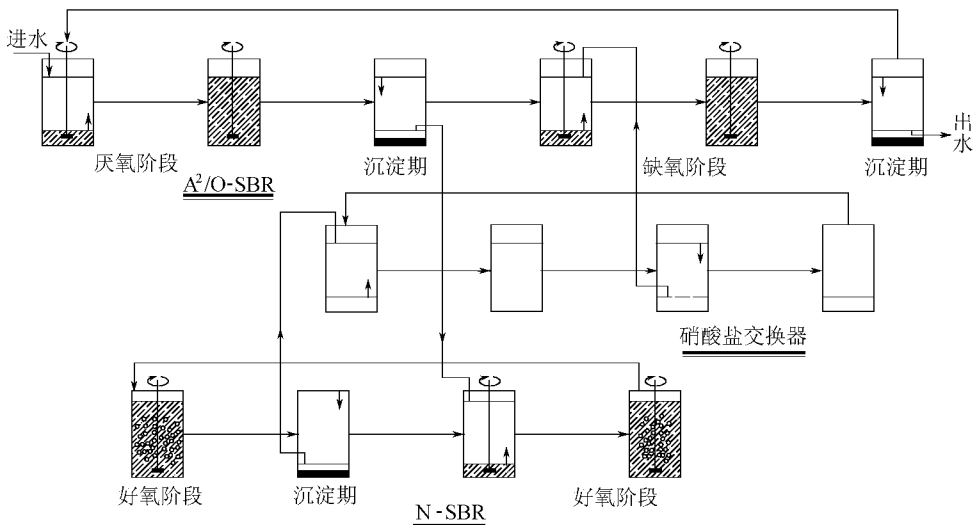 进水
厌氧阶段
A²/O-SBR
沉淀期
缺氧阶段
沉淀期
出水
硝酸盐交换器
好氧阶段
沉淀期
好氧阶段
N-SBR